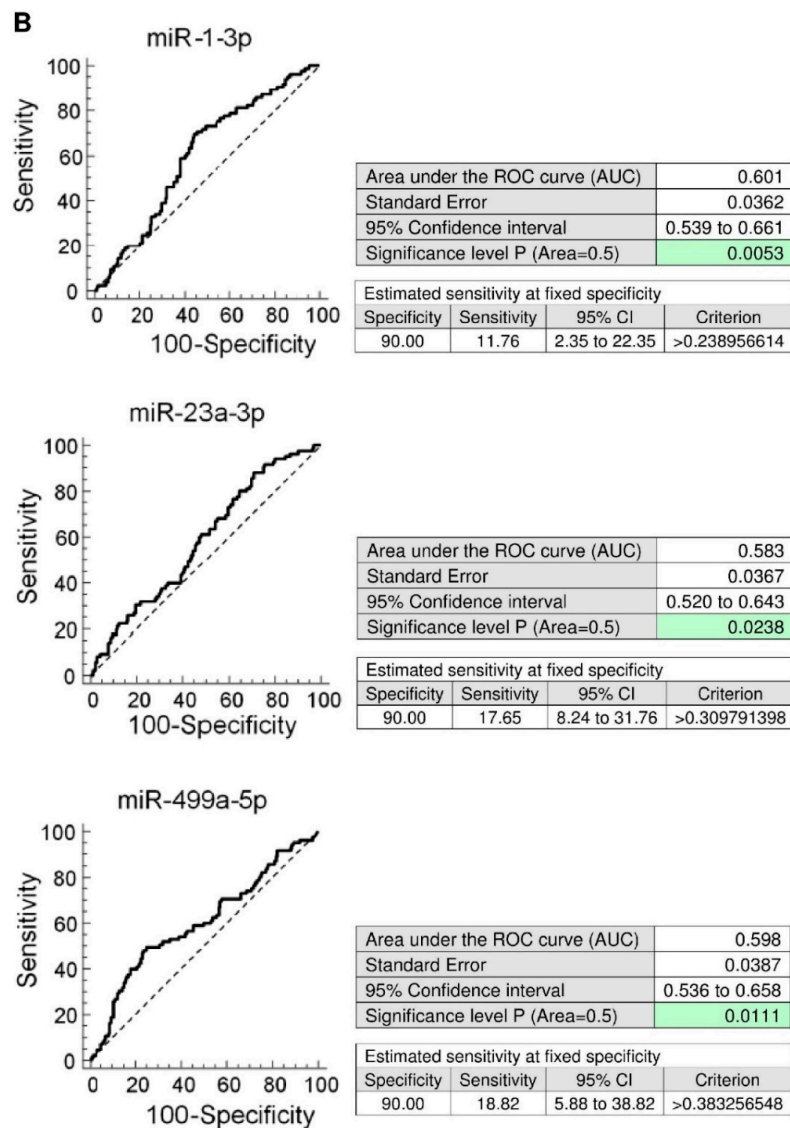 B
miR-1-3p
100
80
60
40
20
0
Sensitivity
0 20 40 60 80 100
100-Specificity
Area under the ROC curve (AUC) 0.601
Standard Error 0.0362
95% Confidence interval 0.539 to 0.661
Significance level P (Area=0.5) 0.0053
Estimated sensitivity at fixed specificity
Specificity Sensitivity 95% CI Criterion
90.00 11.76 2.35 to 22.35 >0.238956614
miR-23a-3p
100
80
60
40
20
0
Sensitivity
0 20 40 60 80 100
100-Specificity
Area under the ROC curve (AUC) 0.583
Standard Error 0.0367
95% Confidence interval 0.520 to 0.643
Significance level P (Area=0.5) 0.0238
Estimated sensitivity at fixed specificity
Specificity Sensitivity 95% CI Criterion
90.00 17.65 8.24 to 31.76 >0.309791398
miR-499a-5p
100
80
60
40
20
0
Sensitivity
0 20 40 60 80 100
100-Specificity
Area under the ROC curve (AUC) 0.598
Standard Error 0.0387
95% Confidence interval 0.536 to 0.658
Significance level P (Area=0.5) 0.0111
Estimated sensitivity at fixed specificity
Specificity Sensitivity 95% CI Criterion
90.00 18.82 5.88 to 38.82 >0.383256548